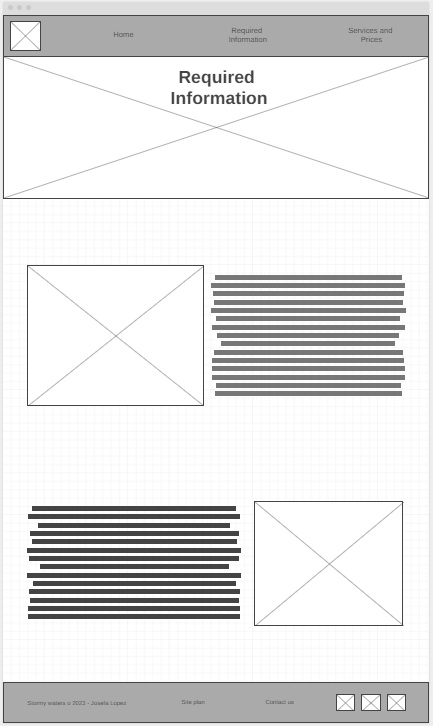 Home
Required
Information
Services and
Prices
Required
Information
Stormy waters o 2023 - Josefa Lopez
Site plan
Contact us